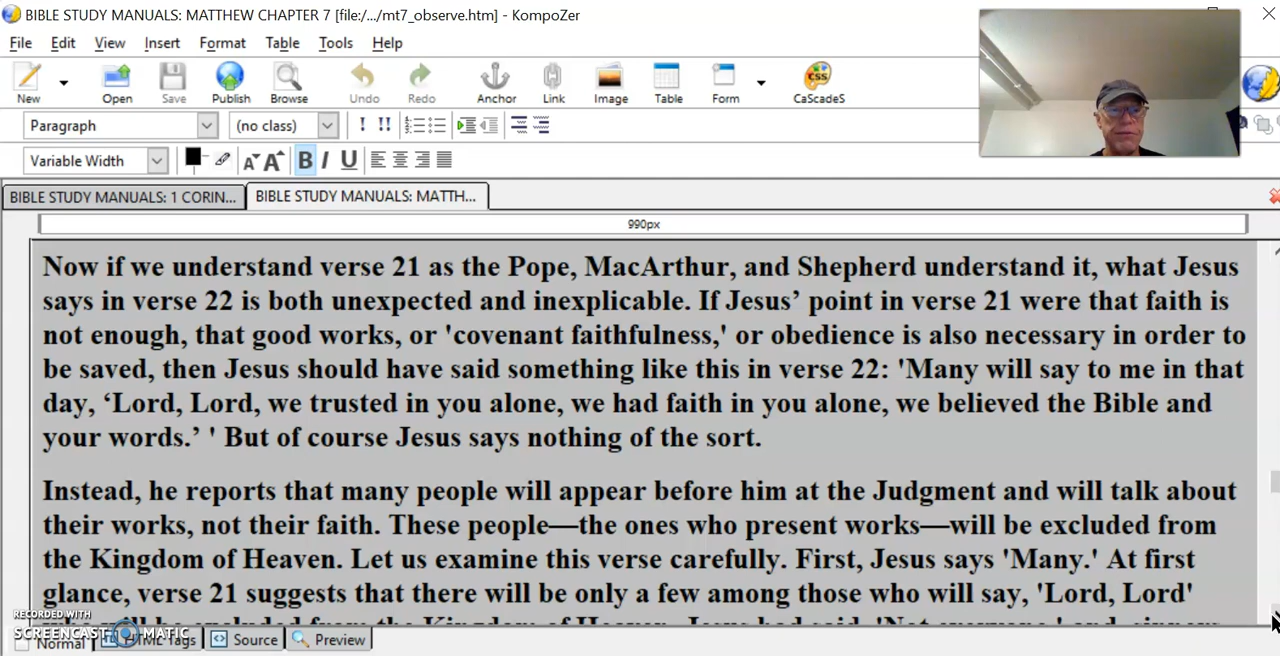 BIBLE STUDY MANUALS: MATTHEW CHAPTER 7 [file:/.../mt7_observe.htm] - KompoZer
File Edit View Insert Format Table Tools Help
New Open Save Publish Browse Undo Redo Anchor Link Image Table Form CaScadeS
Paragraph (no class) ! !!
Variable Width A A B I U
BIBLE STUDY MANUALS: 1 CORIN... BIBLE STUDY MANUALS: MATTH...
990px
Now if we understand verse 21 as the Pope, MacArthur, and Shepherd understand it, what Jesus
says in verse 22 is both unexpected and inexplicable. If Jesus’ point in verse 21 were that faith is
not enough, that good works, or 'covenant faithfulness,' or obedience is also necessary in order to
be saved, then Jesus should have said something like this in verse 22: 'Many will say to me in that
day, ‘Lord, Lord, we trusted in you alone, we had faith in you alone, we believed the Bible and
your words.’ ' But of course Jesus says nothing of the sort.
Instead, he reports that many people will appear before him at the Judgment and will talk about
their works, not their faith. These people—the ones who present works—will be excluded from
the Kingdom of Heaven. Let us examine this verse carefully. First, Jesus says 'Many.' At first
glance, verse 21 suggests that there will be only a few among those who will say, 'Lord, Lord'
RECORDED WITH
SCREENCAST MATIC
Normal HTML Tags Source Preview